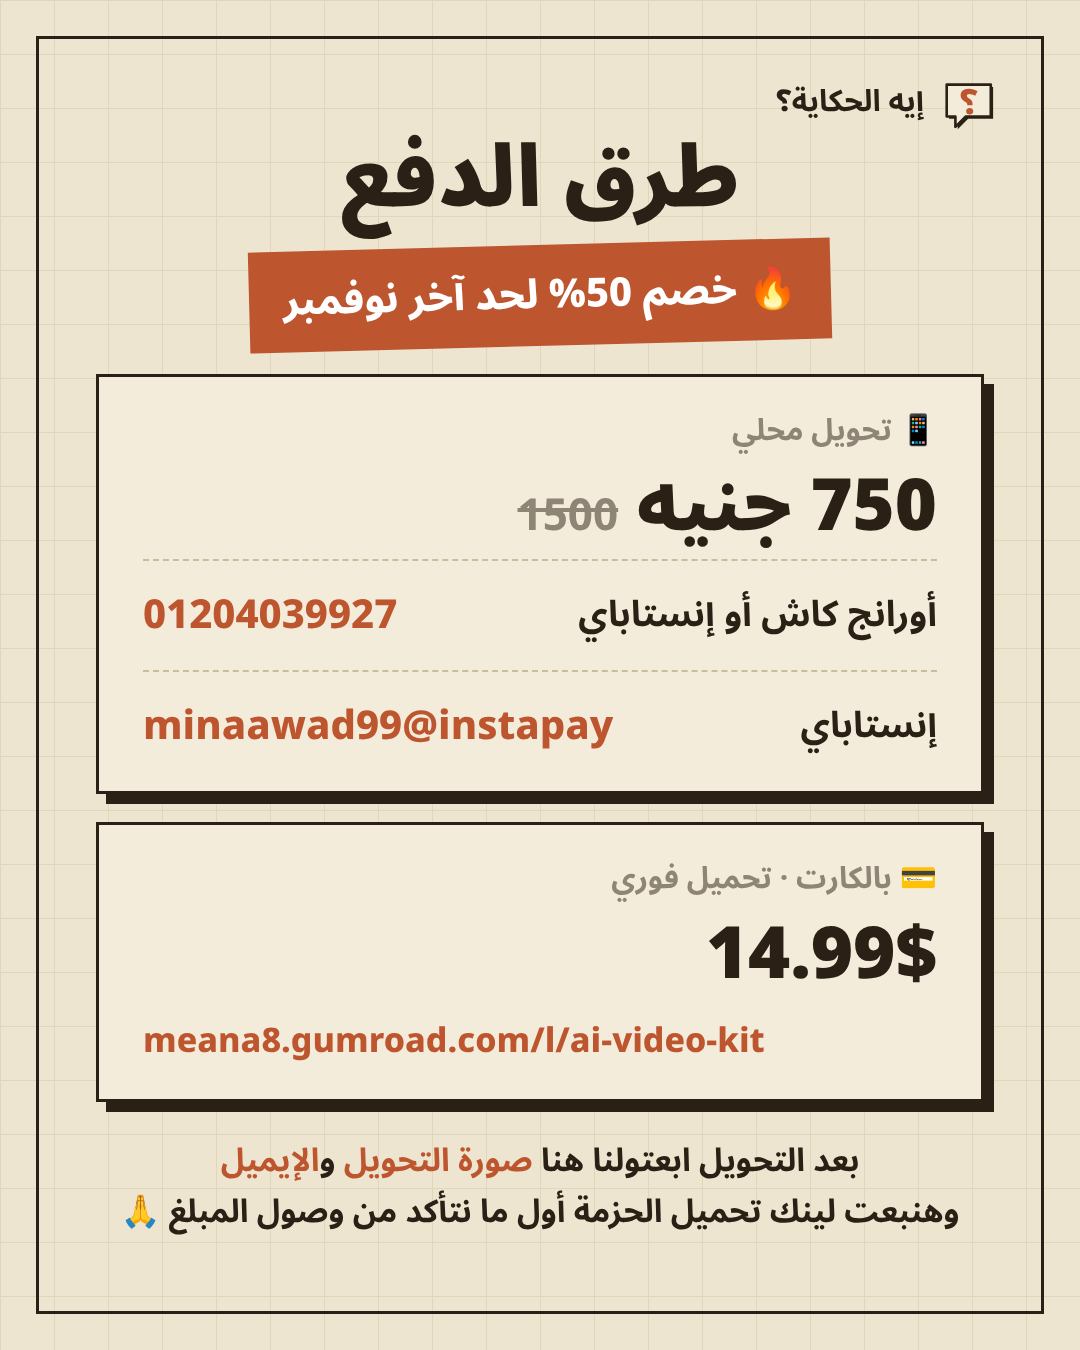 إيه الحكاية؟
طرق الدفع
🔥 خصم 50% لحد آخر نوفمبر
📱 تحويل محلي
750 جنيه 1500
أورانج كاش أو إنستاباي 01204039927
إنستاباي minaawad99@instapay
💳 بالكارت · تحميل فوري
14.99$
meana8.gumroad.com/l/ai-video-kit
بعد التحويل ابعتولنا هنا صورة التحويل والإيميل
وهنبعت لينك تحميل الحزمة أول ما نتأكد من وصول المبلغ 🙏